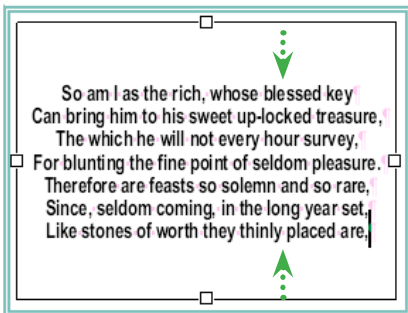 So am I as the rich, whose blessed key
Can bring him to his sweet up-locked treasure,
The which he will not every hour survey,
For blunting the fine point of seldom pleasure.
Therefore are feasts so solemn and so rare,
Since, seldom coming, in the long year set,
Like stones of worth they thinly placed are,